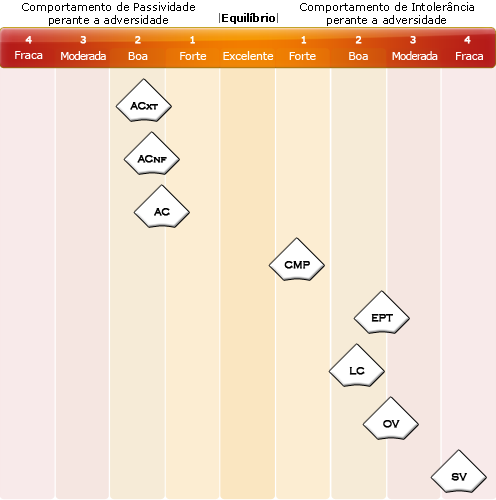 Comportamento de Passividade
perante a adversidade
|Equilíbrio|
Comportamento de Intolerância
perante a adversidade
4 3 2 1 1 2 3 4
Fraca Moderada Boa Forte Excelente Forte Boa Moderada Fraca
ACXT
ACNF
AC
CMP
EPT
LC
OV
SV